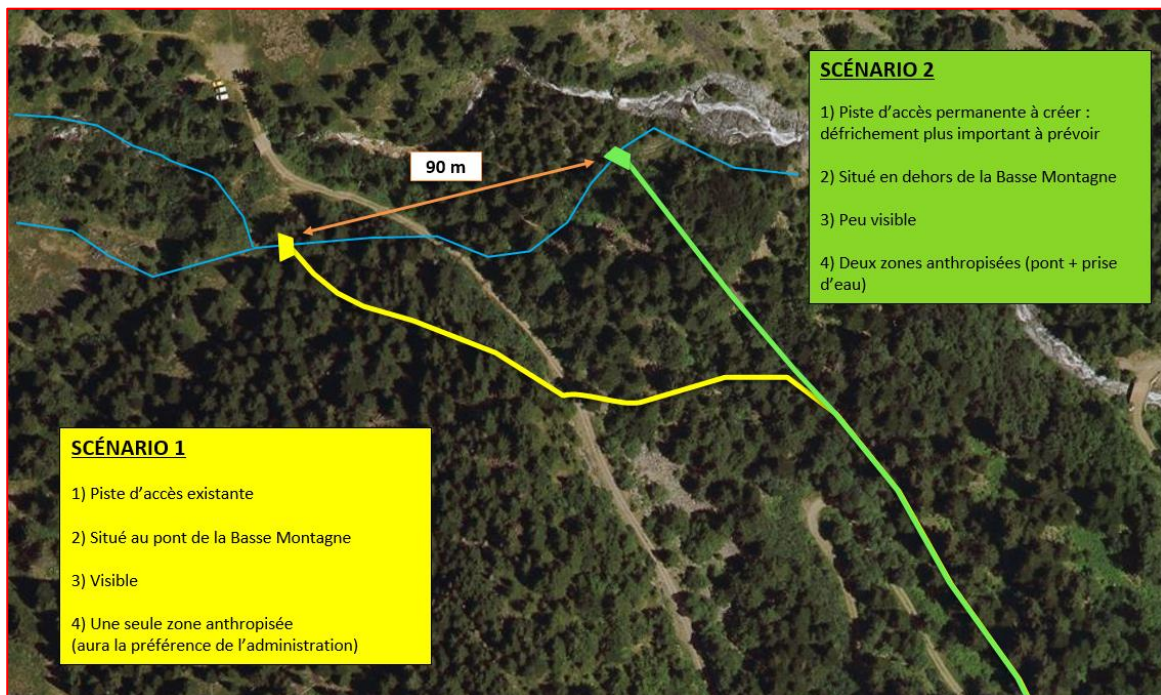 SCÉNARIO 2
1) Piste d’accès permanente à créer :
défrichement plus important à prévoir
2) Situé en dehors de la Basse Montagne
3) Peu visible
4) Deux zones anthropisées (pont + prise
d’eau)
90 m
SCÉNARIO 1
1) Piste d’accès existante
2) Situé au pont de la Basse Montagne
3) Visible
4) Une seule zone anthropisée
(aura la préférence de l’administration)